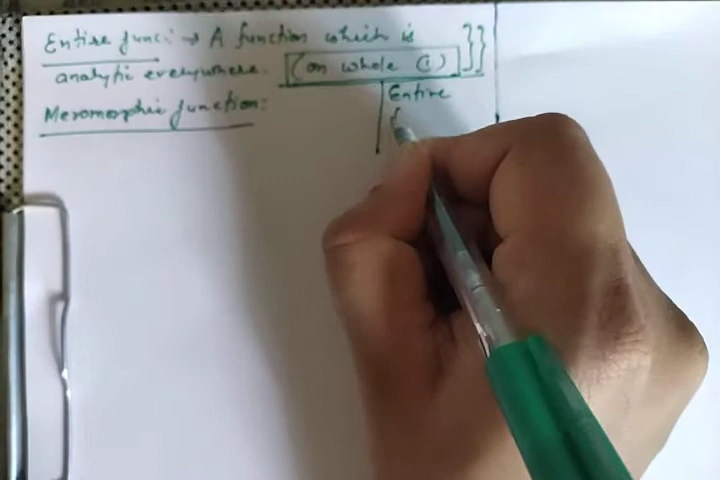 Entire func: → A function which is
analytic everywhere. [(on whole ℂ)]}}
Meromorphic function:
Entire
f